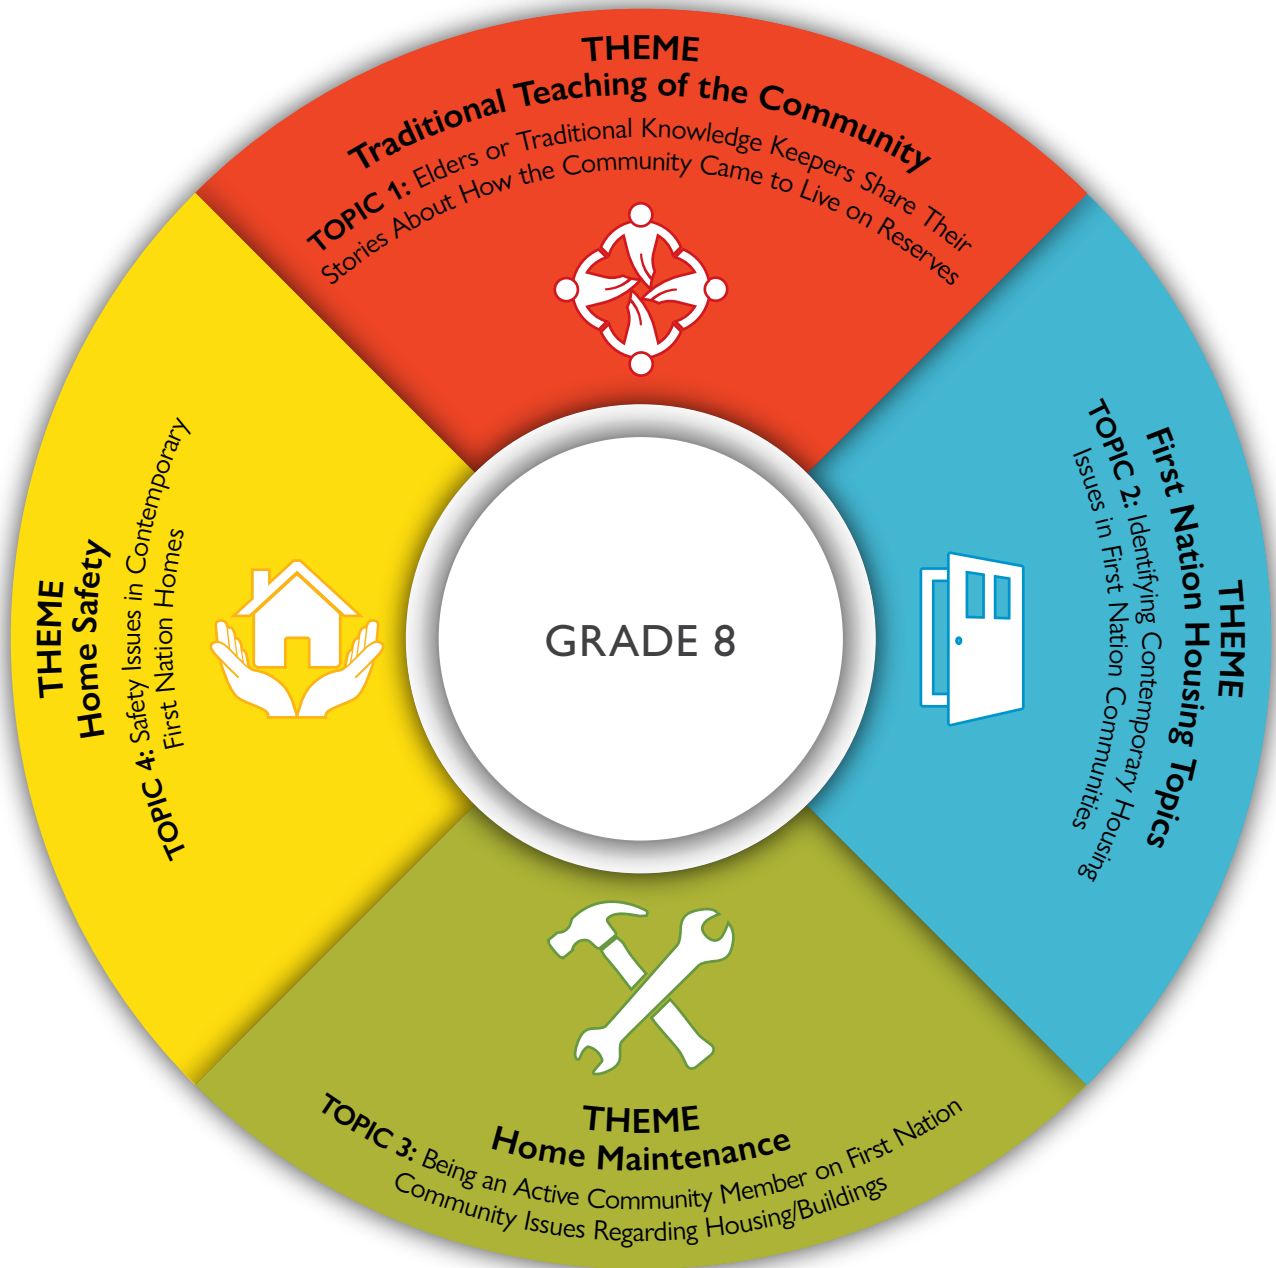 THEME
Traditional Teaching of the Community
TOPIC 1: Elders or Traditional Knowledge Keepers Share Their
Stories About How the Community Came to Live on Reserves
THEME
First Nation Housing Topics
TOPIC 2: Identifying Contemporary Housing
Issues in First Nation Communities
THEME
Home Maintenance
TOPIC 3: Being an Active Community Member on First Nation
Community Issues Regarding Housing/Buildings
THEME
Home Safety
TOPIC 4: Safety Issues in Contemporary
First Nation Homes
GRADE 8